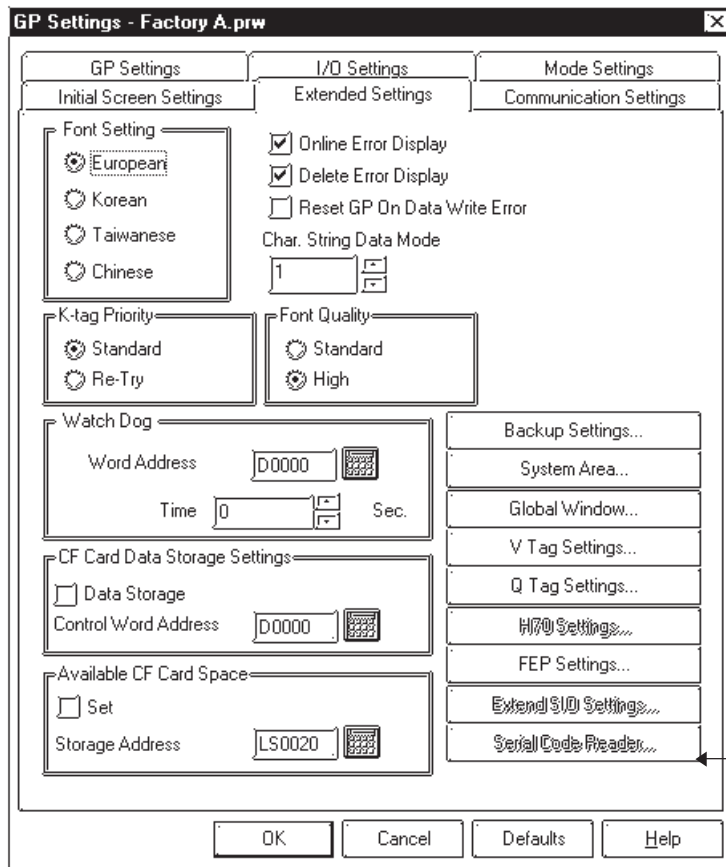 GP Settings - Factory A.prw
GP Settings
I/O Settings
Mode Settings
Initial Screen Settings
Extended Settings
Communication Settings
Font Setting
European
Korean
Taiwanese
Chinese
Online Error Display
Delete Error Display
Reset GP On Data Write Error
Char. String Data Mode
1
K-tag Priority
Standard
Re-Try
Font Quality
Standard
High
Watch Dog
Word Address D0000
Time 0 Sec.
CF Card Data Storage Settings
Data Storage
Control Word Address D0000
Available CF Card Space
Set
Storage Address LS0020
Backup Settings...
System Area...
Global Window...
V Tag Settings...
Q Tag Settings...
H70 Settings...
FEP Settings...
Extend SIO Settings...
Serial Code Reader...
OK
Cancel
Defaults
Help